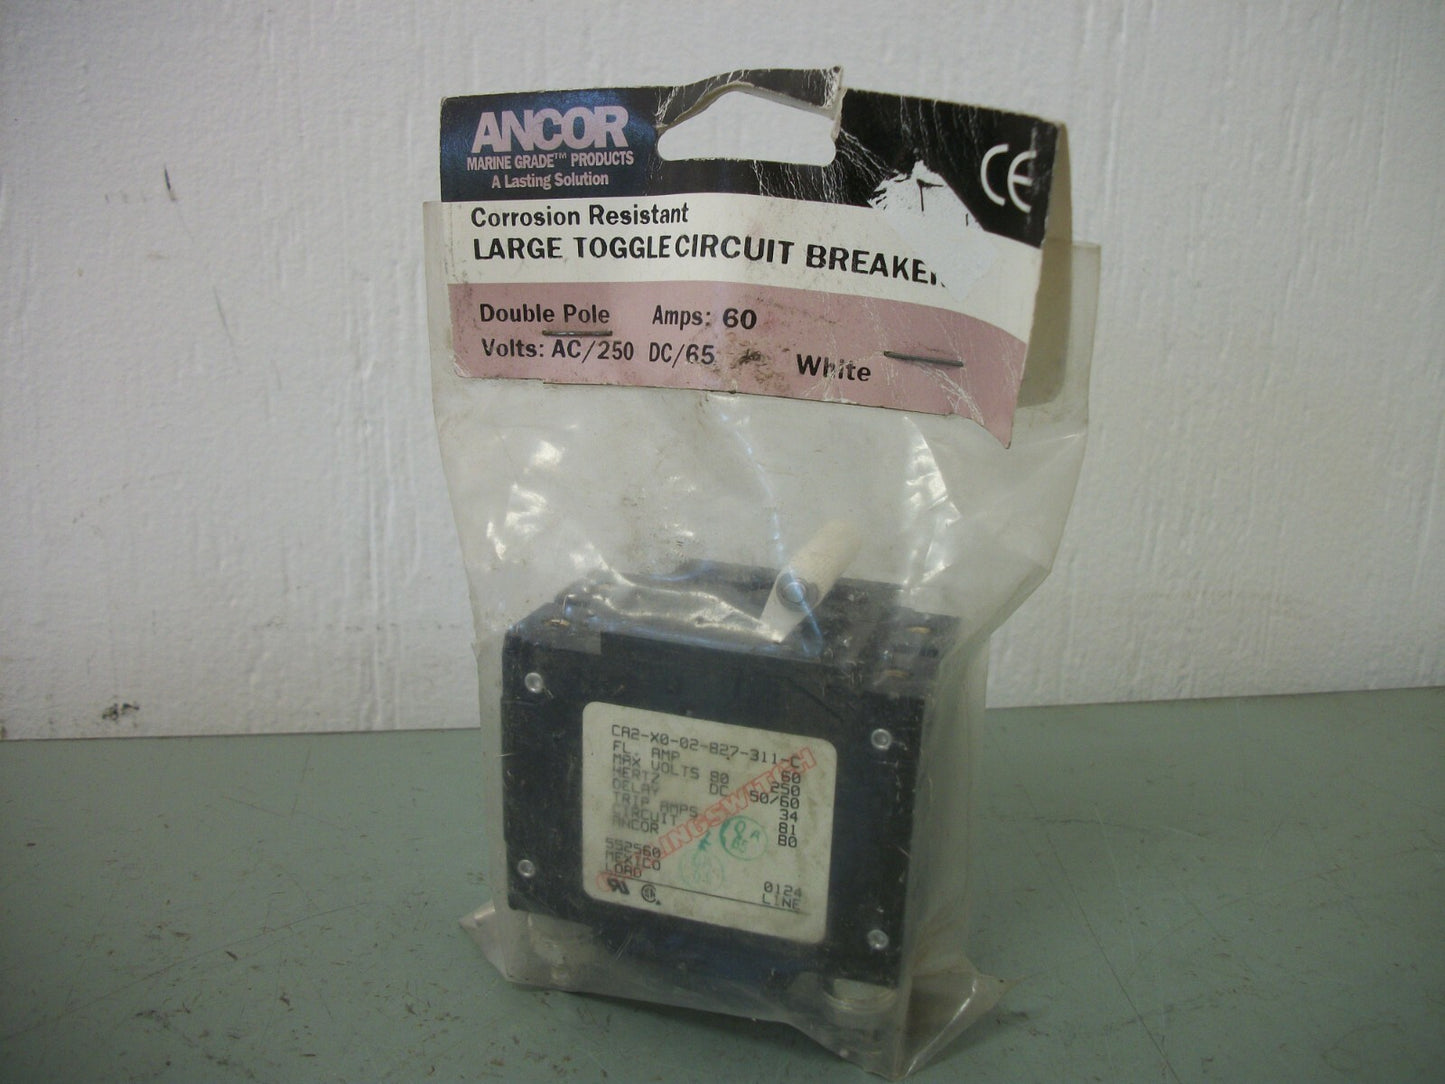 ANCOR
MARINE GRADE™ PRODUCTS
A Lasting Solution
CE
Corrosion Resistant
LARGE TOGGLE CIRCUIT BREAKER
Double Pole Amps: 60
Volts: AC/250 DC/65 White
CA2-X0-02-827-311-C
FL. AMP 60
MAX VOLTS 80 250
HERTZ DC 50/60
DELAY 34
TRIP AMPS 81
CIRCUIT 80
ANCOR
552560
MEXICO 0124
LOAD LINE